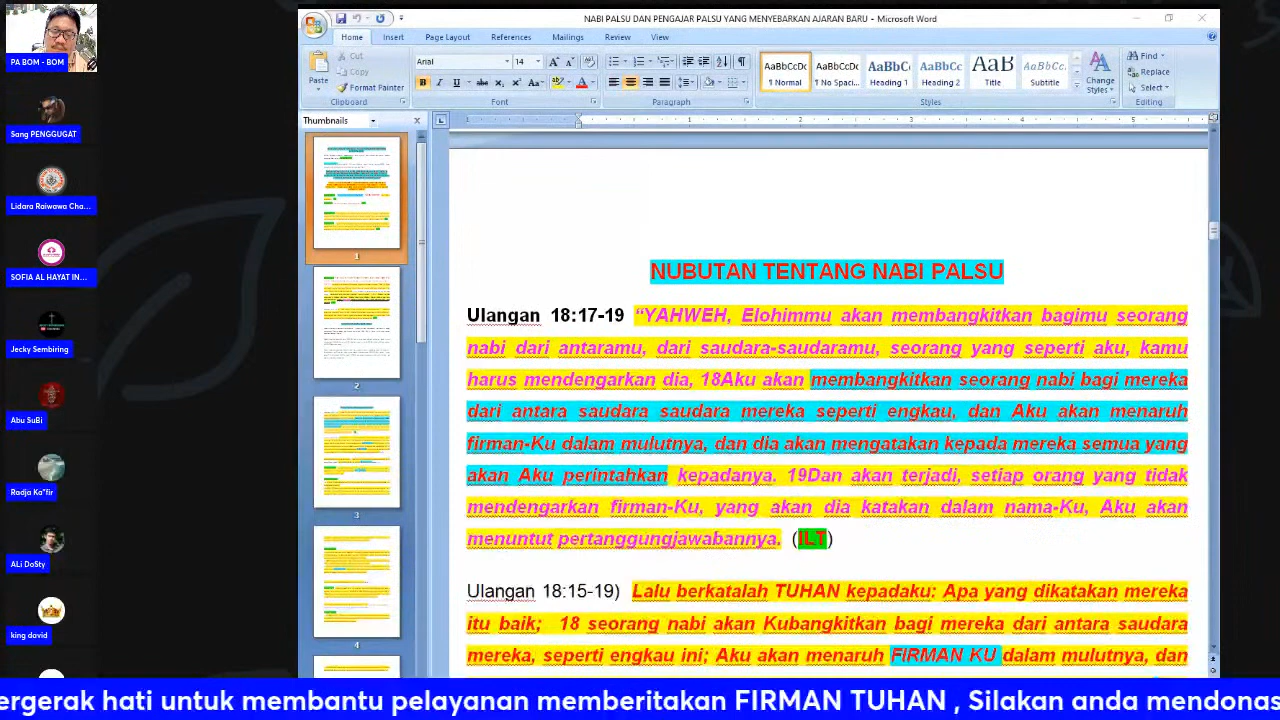 NABI PALSU DAN PENGAJAR PALSU YANG MENYEBARKAN AJARAN BARU - Microsoft Word
Home Insert Page Layout References Mailings Review View
Paste
Cut
Copy
Format Painter
Clipboard
Arial 14
Font
Paragraph
AaBbCcDc AaBbCcDc AaBbC AaBbCc AaB AaBbCc
¶ Normal ¶ No Spaci... Heading 1 Heading 2 Title Subtitle
Change Styles
Styles
Find
Replace
Select
Editing
Thumbnails
1
2
3
4
PA BOM - BOM
Sang PENGGUGAT
Lidara Raiwawa Cha...
SOFIA AL HAYAT IN...
Jecky Sembiring
Abu SuBi
Radja Ka"fir
ALi DoSty
king david
NUBUTAN TENTANG NABI PALSU
Ulangan 18:17-19 “YAHWEH, Elohimmu akan membangkitkan bagimu seorang
nabi dari antaramu, dari saudara-saudaramu, seorang yang seperti aku, kamu
harus mendengarkan dia, 18Aku akan membangkitkan seorang nabi bagi mereka
dari antara saudara saudara mereka seperti engkau, dan Aku akan menaruh
firman-Ku dalam mulutnya, dan dia akan mengatakan kepada mereka semua yang
akan Aku perintahkan kepadanya. 19Dan akan terjadi, setiap orang yang tidak
mendengarkan firman-Ku, yang akan dia katakan dalam nama-Ku, Aku akan
menuntut pertanggungjawabannya. (ILT)
Ulangan 18:15-19) Lalu berkatalah TUHAN kepadaku: Apa yang dikatakan mereka
itu baik; 18 seorang nabi akan Kubangkitkan bagi mereka dari antara saudara
mereka, seperti engkau ini; Aku akan menaruh FIRMAN KU dalam mulutnya, dan
ergerak hati untuk membantu pelayanan memberitakan FIRMAN TUHAN , Silakan anda mendonas